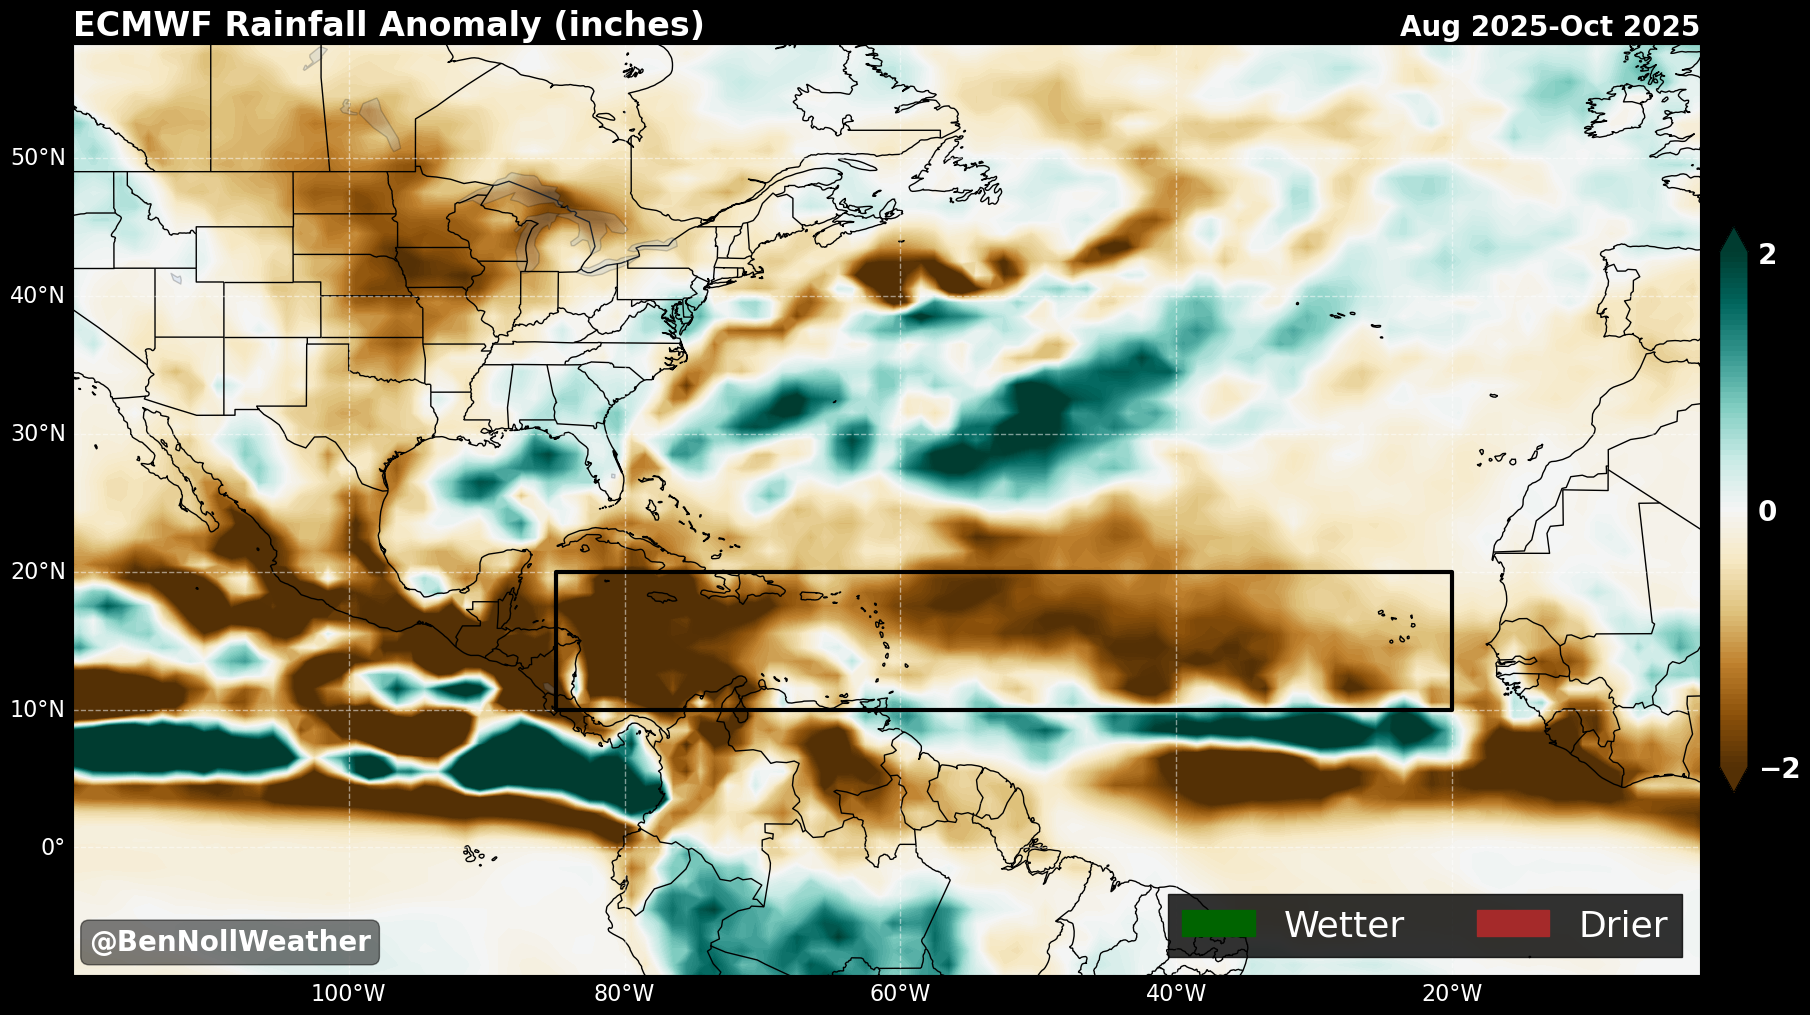 ECMWF Rainfall Anomaly (inches)
Aug 2025-Oct 2025
50°N
40°N
30°N
20°N
10°N
0°
100°W
80°W
60°W
40°W
20°W
2
0
−2
@BenNollWeather
Wetter
Drier